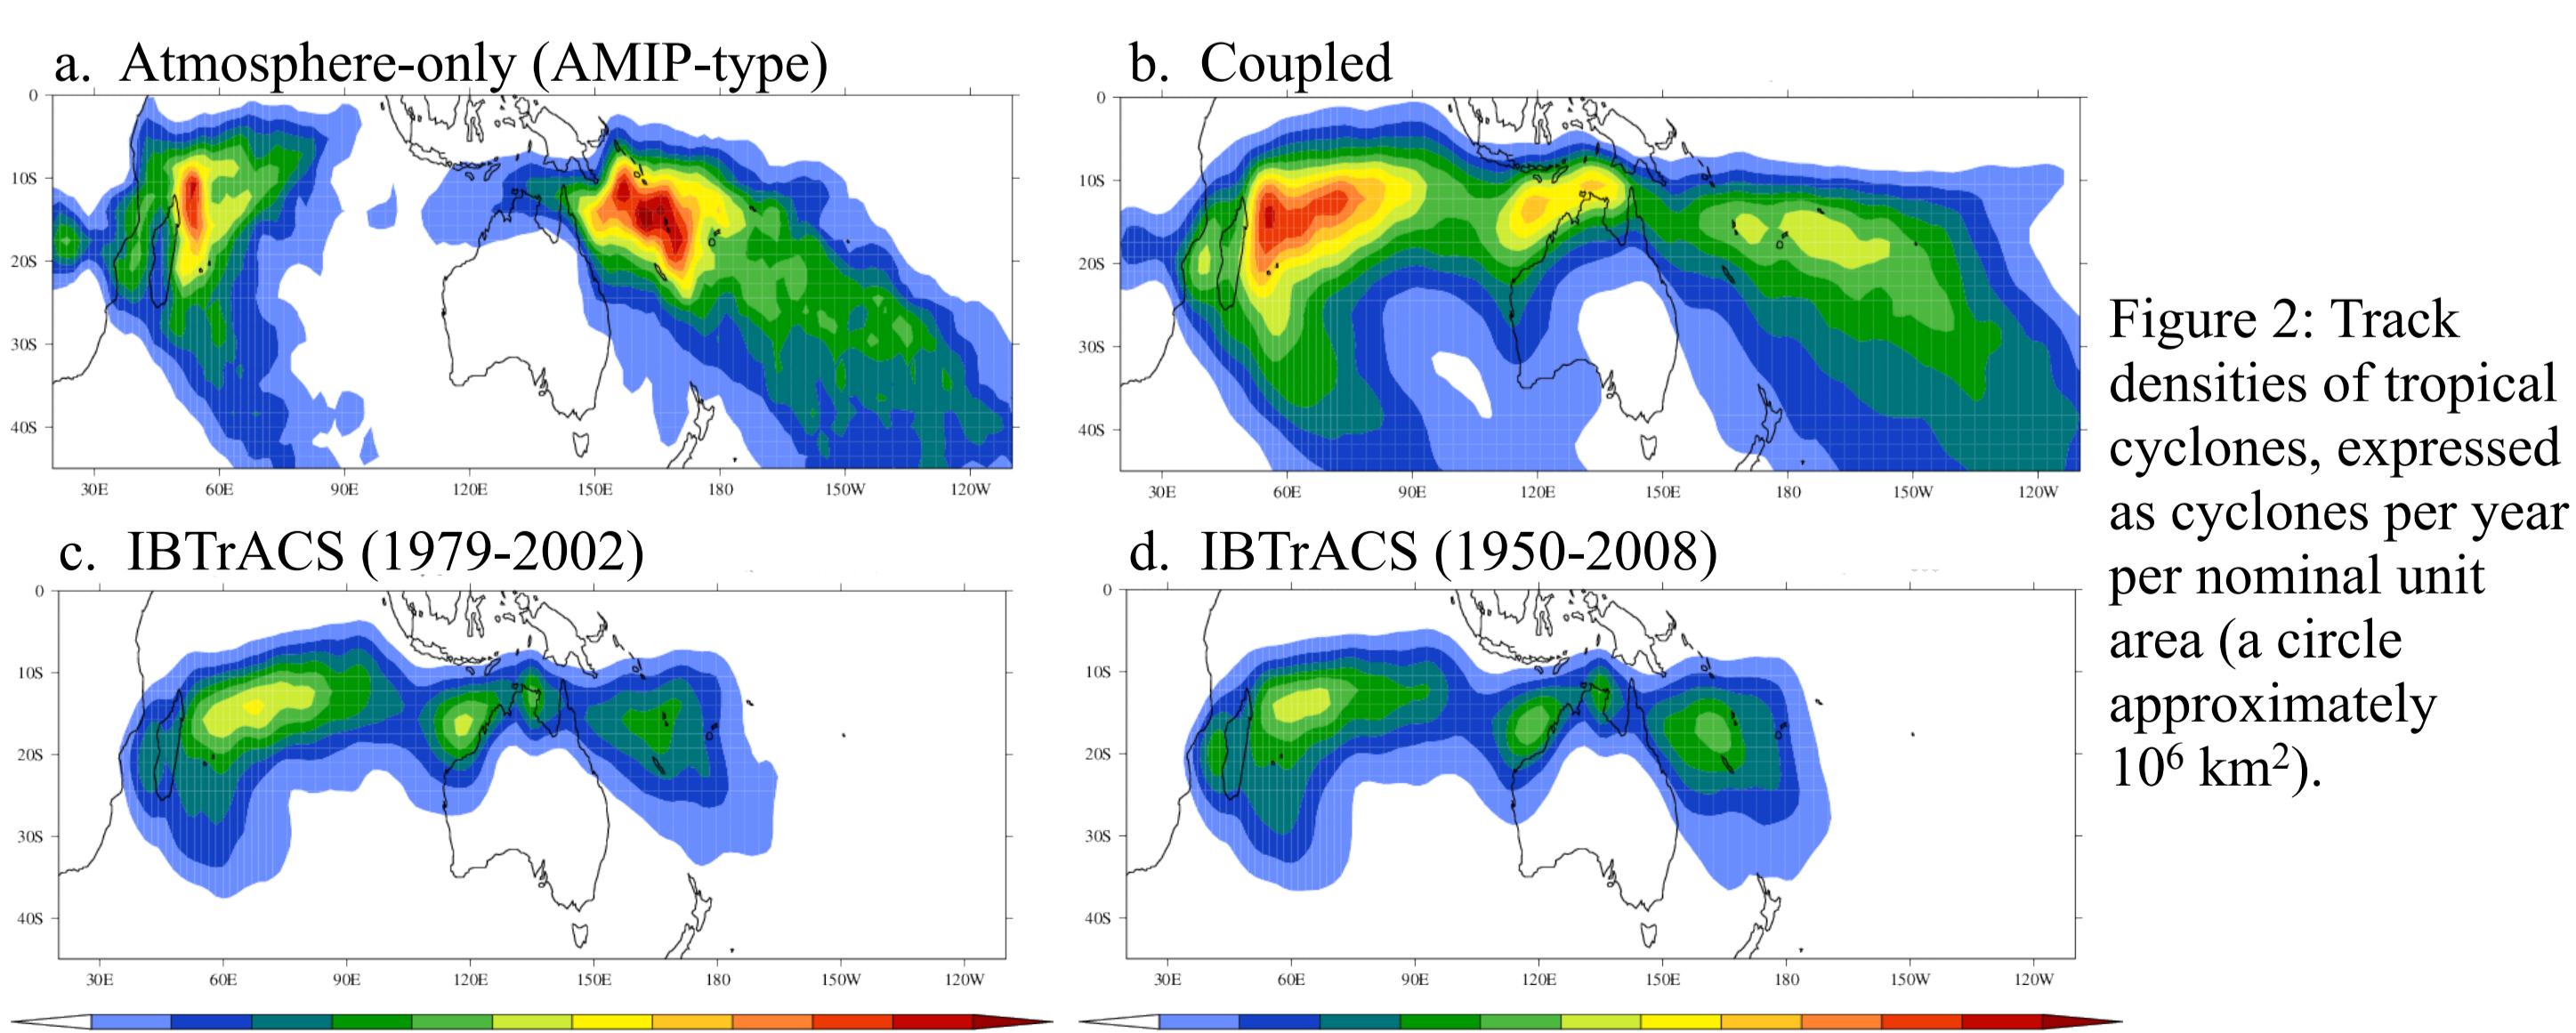 a. Atmosphere-only (AMIP-type)
0
10S
20S
30S
40S
30E 60E 90E 120E 150E 180 150W 120W
b. Coupled
0
10S
20S
30S
40S
30E 60E 90E 120E 150E 180 150W 120W
c. IBTrACS (1979-2002)
0
10S
20S
30S
40S
30E 60E 90E 120E 150E 180 150W 120W
d. IBTrACS (1950-2008)
0
10S
20S
30S
40S
30E 60E 90E 120E 150E 180 150W 120W
Figure 2: Track
densities of tropical
cyclones, expressed
as cyclones per year
per nominal unit
area (a circle
approximately
10⁶ km²).